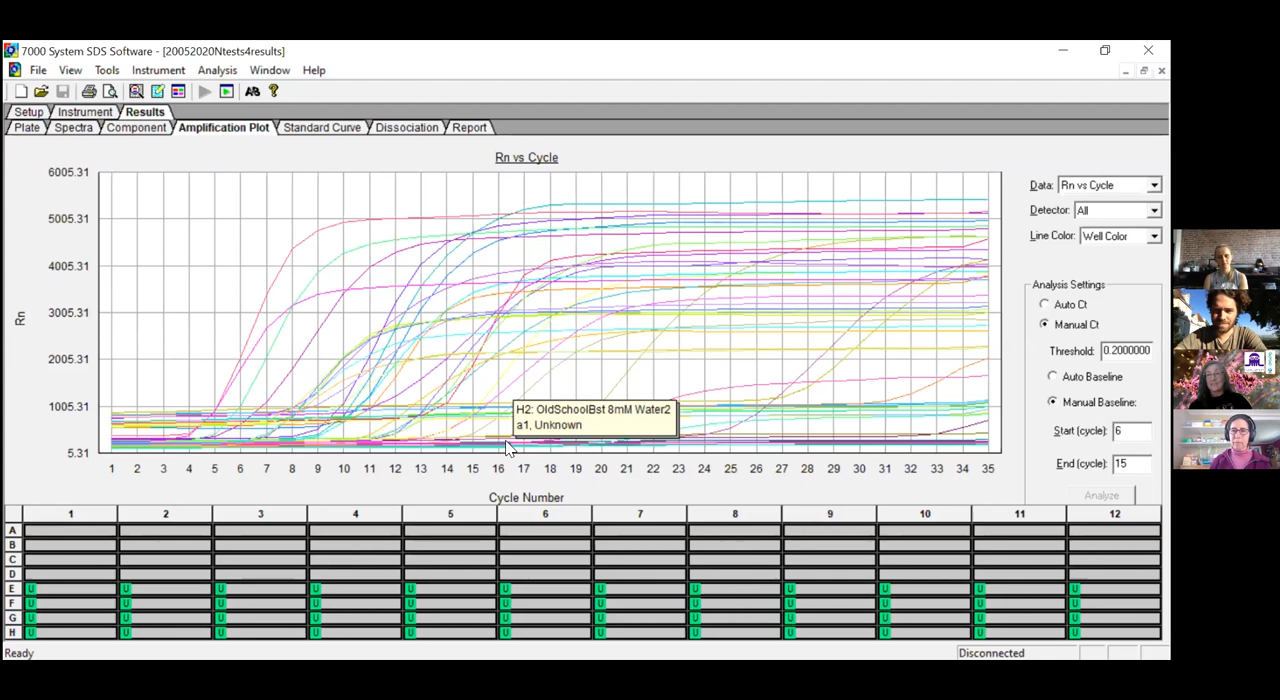 7000 System SDS Software - [20052020Ntests4results]
File View Tools Instrument Analysis Window Help
Setup Instrument Results
Plate Spectra Component Amplification Plot Standard Curve Dissociation Report
Rn vs Cycle
6005.31
5005.31
4005.31
3005.31
2005.31
1005.31
5.31
Rn
H2: OldSchoolBst 8mM Water2
a1, Unknown
1 2 3 4 5 6 7 8 9 10 11 12 13 14 15 16 17 18 19 20 21 22 23 24 25 26 27 28 29 30 31 32 33 34 35
Cycle Number
Data: Rn vs Cycle
Detector: All
Line Color: Well Color
Analysis Settings
Auto Ct
Manual Ct
Threshold: 0.2000000
Auto Baseline
Manual Baseline:
Start (cycle): 6
End (cycle): 15
Analyze
1 2 3 4 5 6 7 8 9 10 11 12
A
B
C
D
E U U U U U U U U U U U U
F U U U U U U U U U U U U
G U U U U U U U U U U U U
H U U U U U U U U U U U U
Ready
Disconnected